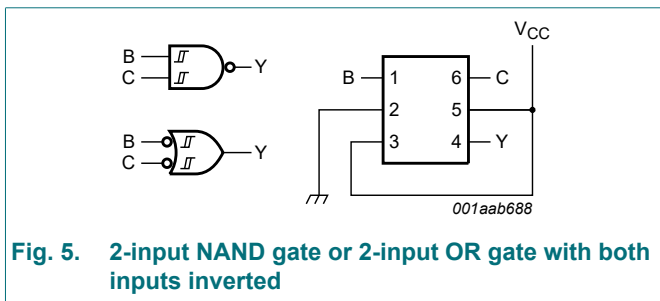 VCC
B
C
Y
B 1 6 C
2 5
3 4 Y
B
C
Y
001aab688
Fig. 5. 2-input NAND gate or 2-input OR gate with both
inputs inverted